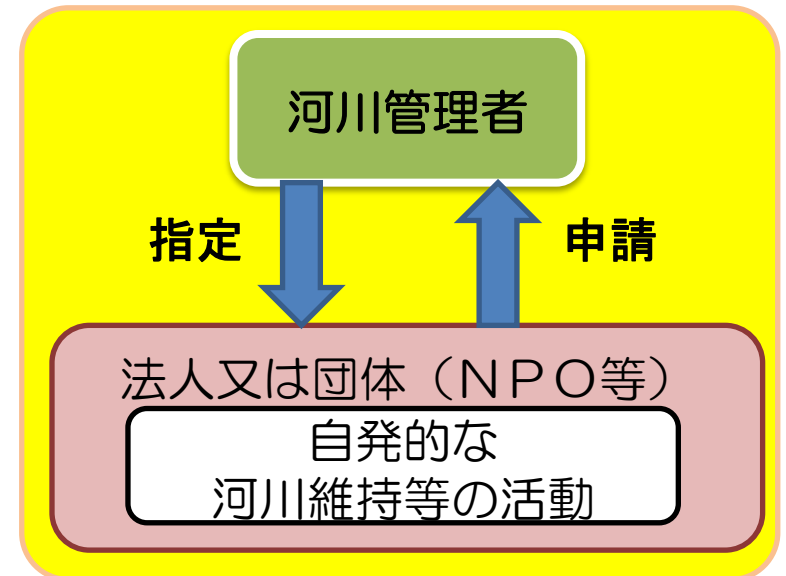 河川管理者
指定
申請
法人又は団体（ＮＰＯ等）
自発的な
河川維持等の活動